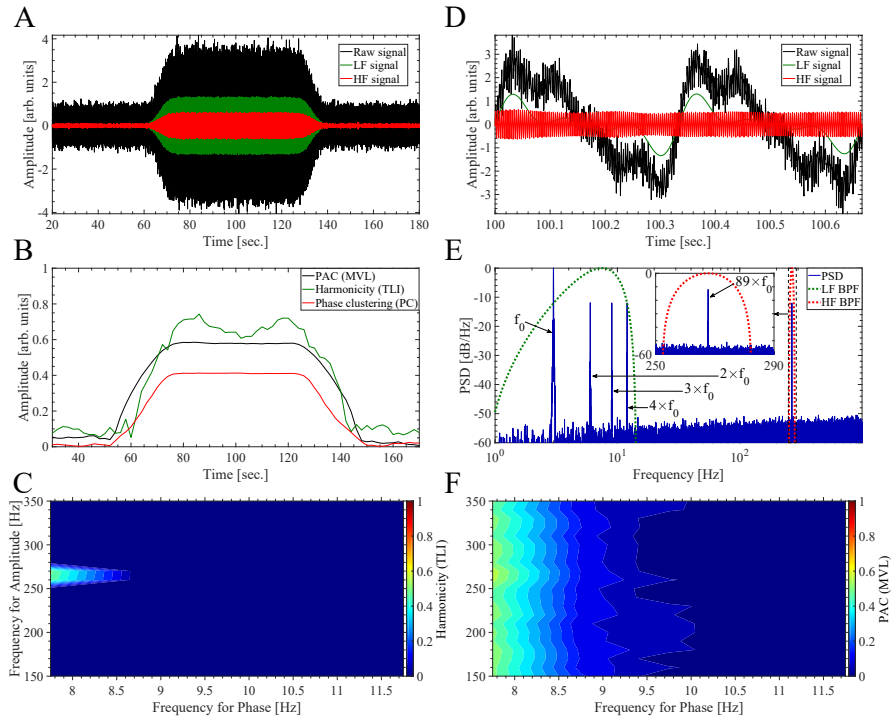 A
Amplitude [arb. units]
4
2
0
-2
-4
Raw signal
LF signal
HF signal
20 40 60 80 100 120 140 160 180
Time [sec.]
D
Amplitude [arb. units]
3
2
1
0
-1
-2
-3
Raw signal
LF signal
HF signal
100 100.1 100.2 100.3 100.4 100.5 100.6
Time [sec.]
B
Amplitude [arb. units]
1
0.8
0.6
0.4
0.2
0
PAC (MVL)
Harmonicity (TLI)
Phase clustering (PC)
40 60 80 100 120 140 160
Time [sec.]
E
PSD [dB/Hz]
0
-10
-20
-30
-40
-50
-60
f0
2×f0
3×f0
4×f0
0
-60
250 290
89×f0
PSD
LF BPF
HF BPF
10^0 10^1 10^2
Frequency [Hz]
C
Frequency for Amplitude [Hz]
350
300
250
200
150
8 8.5 9 9.5 10 10.5 11 11.5
Frequency for Phase [Hz]
1
0.8
0.6
0.4
0.2
0
Harmonicity (TLI)
F
350
300
250
200
150
8 8.5 9 9.5 10 10.5 11 11.5
Frequency for Phase [Hz]
1
0.8
0.6
0.4
0.2
0
PAC (MVL)